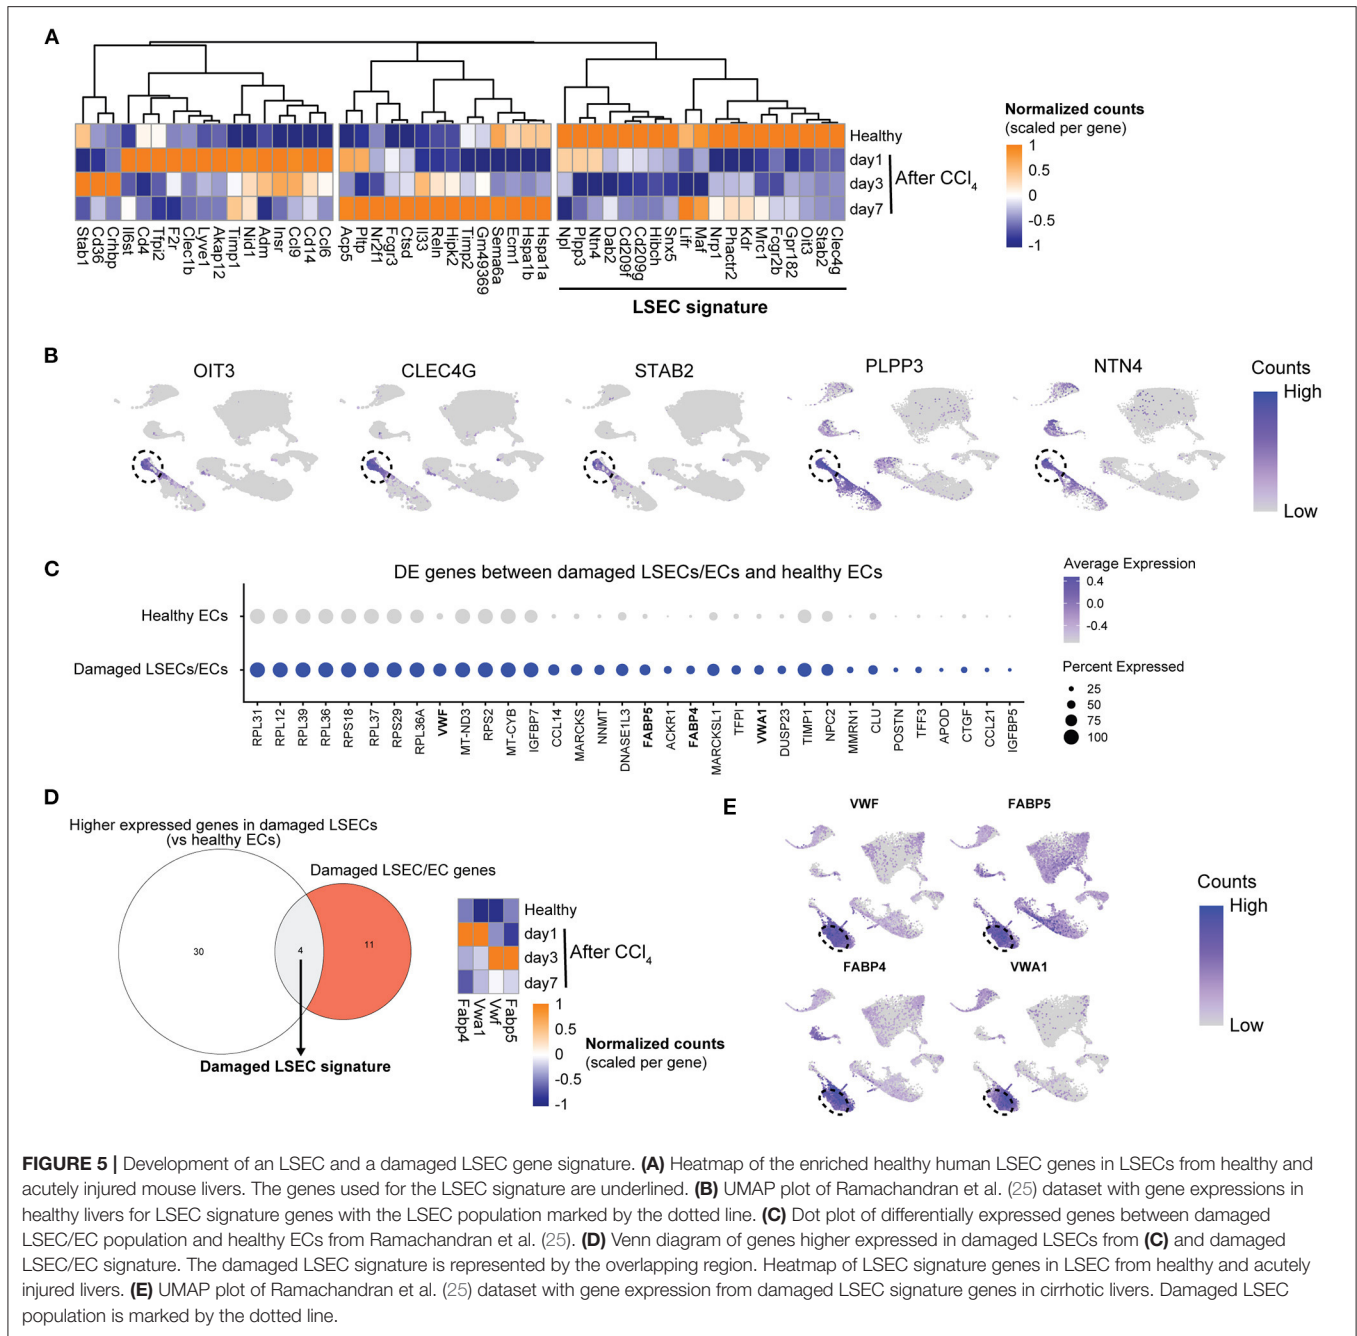 A
Healthy
day1
day3
day7
After CCl4
Normalized counts
(scaled per gene)
1
0.5
0
-0.5
-1
Stab1
Cd36
Crhbp
Il6st
Cd4
Tfpi2
F2r
Clec1b
Lyve1
Akap12
Timp1
Nid1
Adm
Insr
Ccl9
Cd14
Ccl6
Acp5
Pltp
Nr2f1
Fcgr3
Ctsd
Il33
Reln
Hipk2
Timp2
Gm49369
Sema6a
Ecm1
Hspa1b
Hspa1a
Npl
Plpp3
Ntn4
Dab2
Cd209f
Cd209g
Hibch
Snx5
Lifr
Maf
Nrp1
Phactr2
Kdr
Mrc1
Fcgr2b
Gpr182
Oit3
Stab2
Clec4g
LSEC signature
B
OIT3
CLEC4G
STAB2
PLPP3
NTN4
Counts
High
Low
C
DE genes between damaged LSECs/ECs and healthy ECs
Healthy ECs
Damaged LSECs/ECs
RPL31
RPL12
RPL39
RPL36
RPS18
RPL37
RPS29
RPL36A
VWF
MT-ND3
RPS2
MT-CYB
IGFBP7
CCL14
MARCKS
NNMT
DNASE1L3
FABP5
ACKR1
FABP4
MARCKSL1
TFPI
VWA1
DUSP23
TIMP1
NPC2
MMRN1
CLU
POSTN
TFF3
APOD
CTGF
CCL21
IGFBP5
Average Expression
0.4
0.0
-0.4
Percent Expressed
25
50
75
100
D
Higher expressed genes in damaged LSECs
(vs healthy ECs)
Damaged LSEC/EC genes
30
4
11
Damaged LSEC signature
Healthy
day1
day3
day7
After CCl4
Fabp4
Vwa1
Vwf
Fabp5
1
0.5
0
-0.5
-1
Normalized counts
(scaled per gene)
E
VWF
FABP5
FABP4
VWA1
Counts
High
Low
FIGURE 5 | Development of an LSEC and a damaged LSEC gene signature. (A) Heatmap of the enriched healthy human LSEC genes in LSECs from healthy and
acutely injured mouse livers. The genes used for the LSEC signature are underlined. (B) UMAP plot of Ramachandran et al. (25) dataset with gene expressions in
healthy livers for LSEC signature genes with the LSEC population marked by the dotted line. (C) Dot plot of differentially expressed genes between damaged
LSEC/EC population and healthy ECs from Ramachandran et al. (25). (D) Venn diagram of genes higher expressed in damaged LSECs from (C) and damaged
LSEC/EC signature. The damaged LSEC signature is represented by the overlapping region. Heatmap of LSEC signature genes in LSEC from healthy and acutely
injured livers. (E) UMAP plot of Ramachandran et al. (25) dataset with gene expression from damaged LSEC signature genes in cirrhotic livers. Damaged LSEC
population is marked by the dotted line.